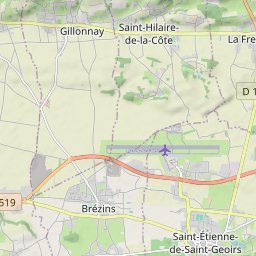 Gillonnay
Saint-Hilaire-
de-la-Côte
La Fre
D 1
519
Brézins
Saint-Étienne-
de-Saint-Geoirs